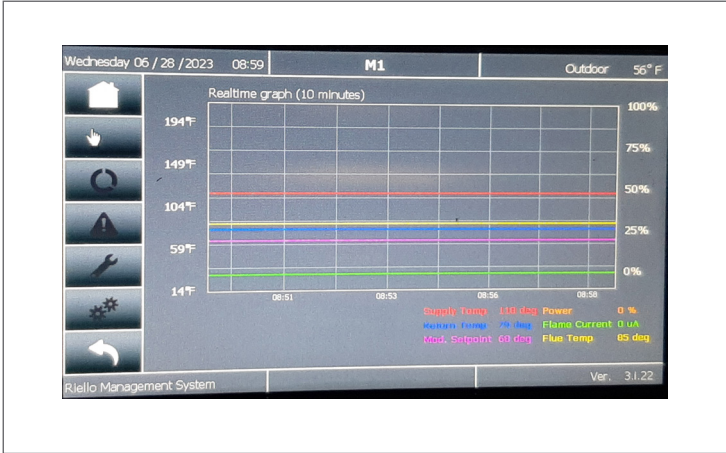 Wednesday 06 / 28 /2023 08:59 M1 Outdoor 56° F
Realtime graph (10 minutes)
100%
194°F
75%
149°F
50%
104°F
25%
59°F
0%
14°F
08:51 08:53 08:56 08:58
Supply Temp 118 deg Power 0 %
Return Temp 79 deg Flame Current 0 uA
Mod. Setpoint 68 deg Flue Temp 85 deg
Riello Management System Ver. 3.1.22